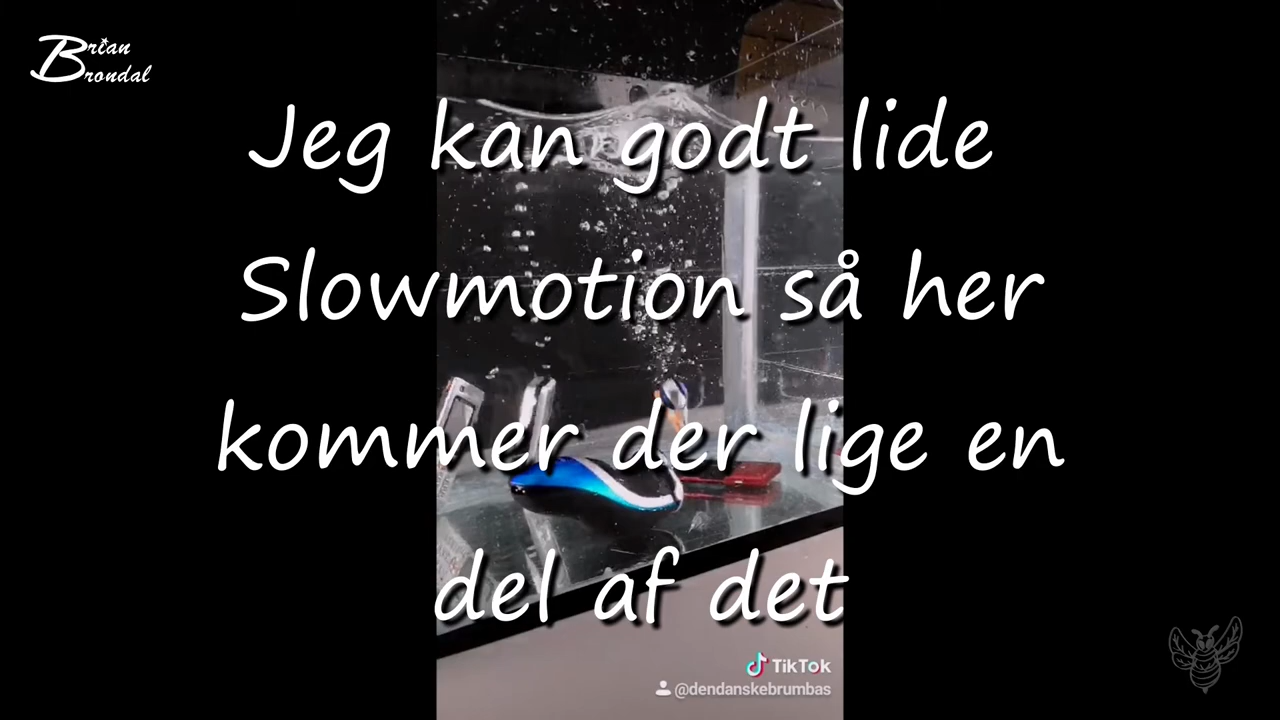 Brian
Brondal
Jeg kan godt lide
Slowmotion så her
kommer der lige en
del af det
TikTok
@dendanskebrumbas